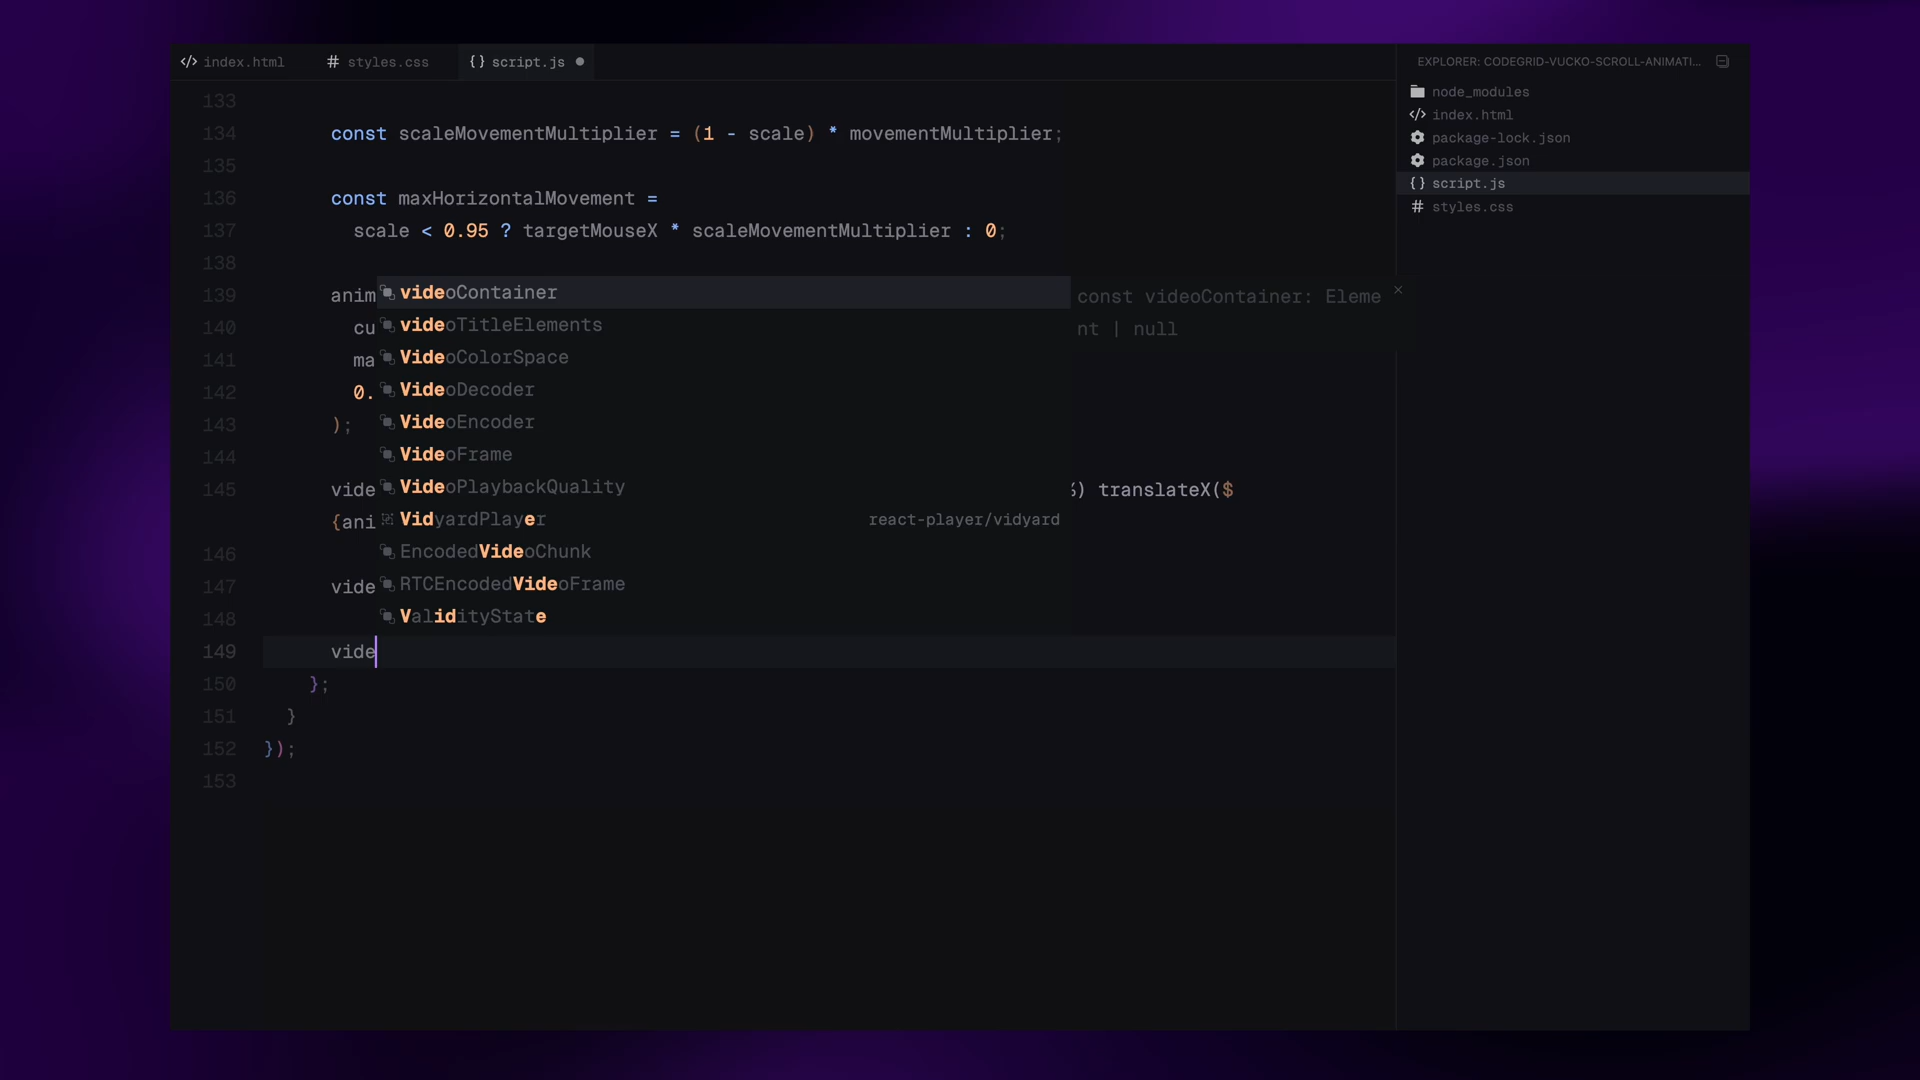 index.html
styles.css
script.js
EXPLORER: CODEGRID-VUCKO-SCROLL-ANIMATI...
133
134 const scaleMovementMultiplier = (1 - scale) * movementMultiplier;
135
136 const maxHorizontalMovement =
137 scale < 0.95 ? targetMouseX * scaleMovementMultiplier : 0;
138
139 anim
140 cu
141 ma
142 0.
143 );
144
145 vide %) translateX($
{ani
146
147 vide
148
149 vide
150 };
151 }
152 });
153
videoContainer
videoTitleElements
VideoColorSpace
VideoDecoder
VideoEncoder
VideoFrame
VideoPlaybackQuality
VidyardPlayer react-player/vidyard
EncodedVideoChunk
RTCEncodedVideoFrame
ValidityState
const videoContainer: Eleme
nt | null
node_modules
index.html
package-lock.json
package.json
script.js
styles.css